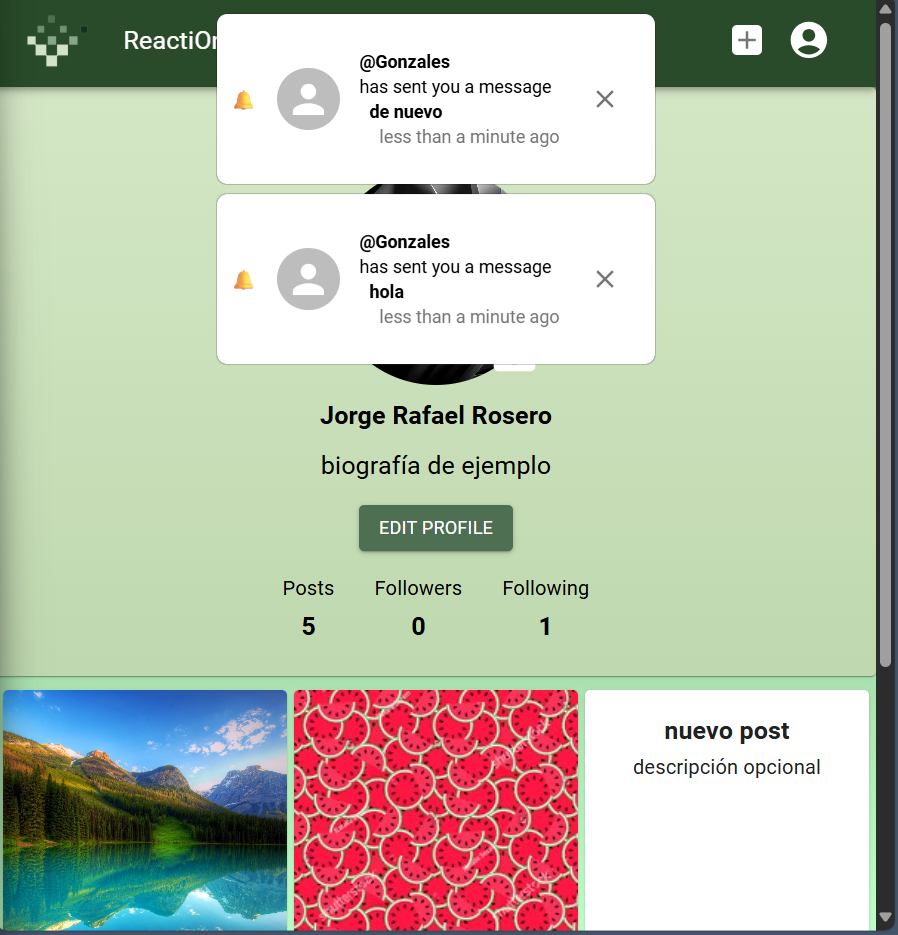 ReactiOn
@Gonzales
has sent you a message
de nuevo
less than a minute ago
@Gonzales
has sent you a message
hola
less than a minute ago
Jorge Rafael Rosero
biografía de ejemplo
EDIT PROFILE
Posts Followers Following
5 0 1
nuevo post
descripción opcional